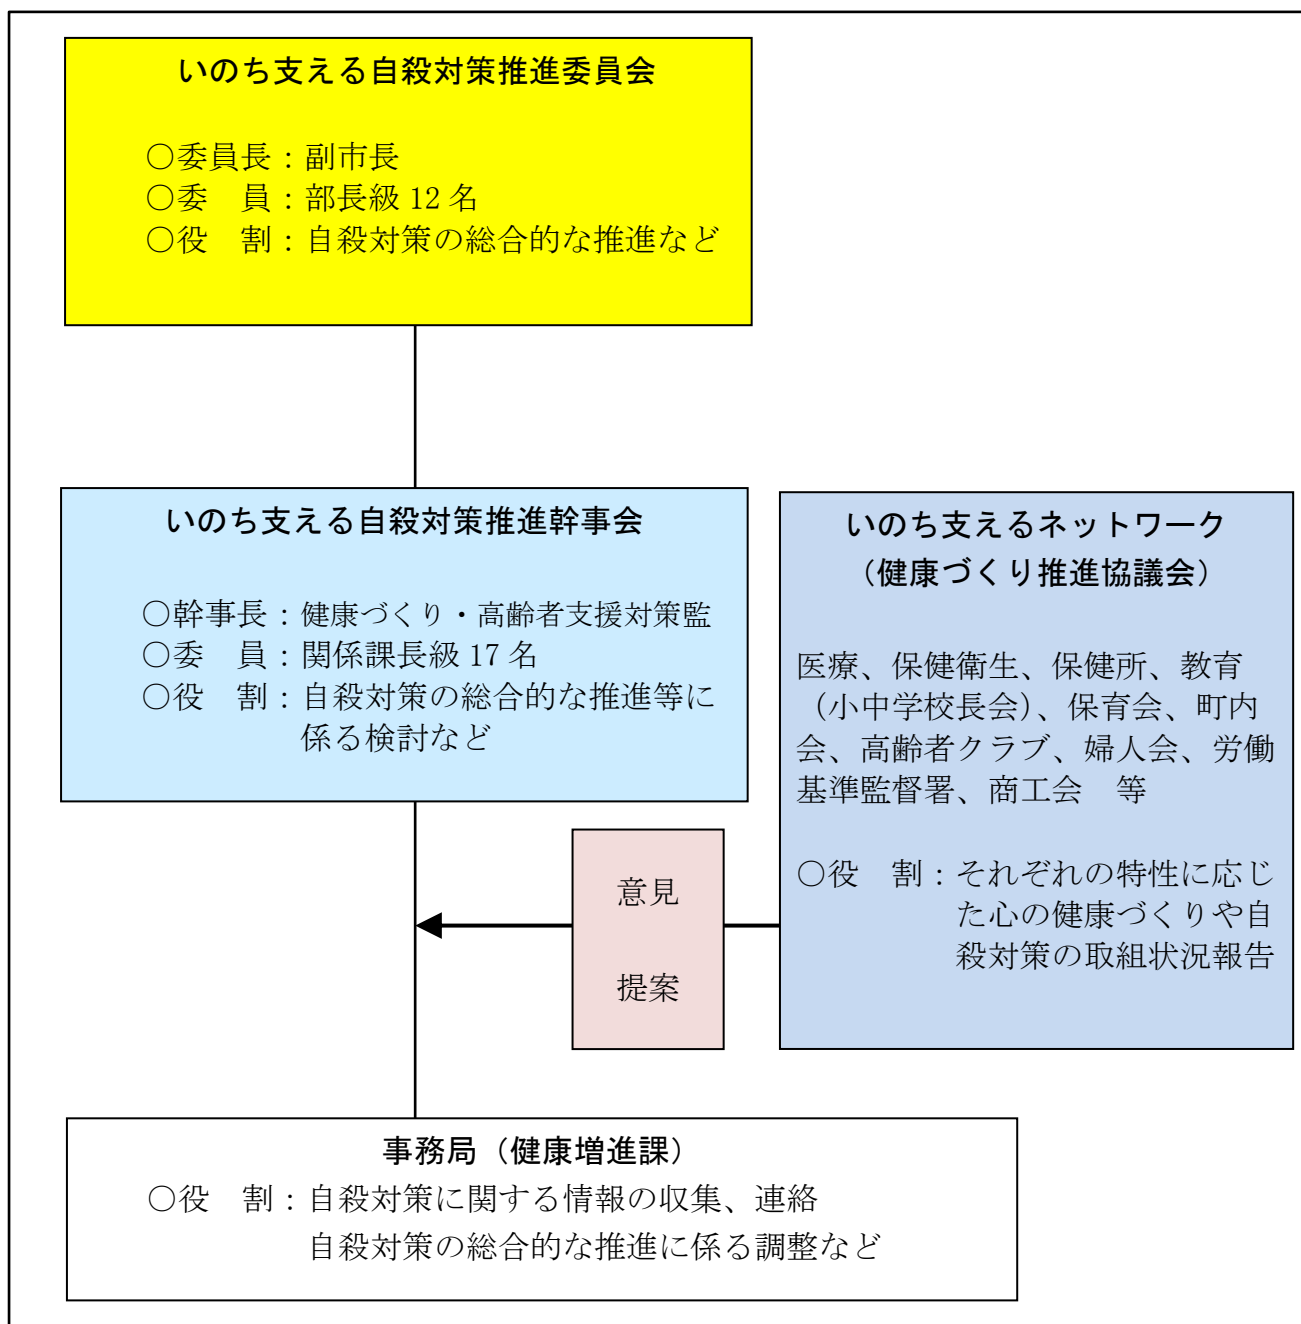 いのち支える自殺対策推進委員会
○委員長：副市長
○委　員：部長級 12 名
○役　割：自殺対策の総合的な推進など
いのち支える自殺対策推進幹事会
○幹事長：健康づくり・高齢者支援対策監
○委　員：関係課長級 17 名
○役　割：自殺対策の総合的な推進等に
係る検討など
いのち支えるネットワーク
（健康づくり推進協議会）
医療、保健衛生、保健所、教育
（小中学校長会）、保育会、町内
会、高齢者クラブ、婦人会、労働
基準監督署、商工会　等
○役　割：それぞれの特性に応じ
た心の健康づくりや自
殺対策の取組状況報告
意見
提案
事務局（健康増進課）
○役　割：自殺対策に関する情報の収集、連絡
自殺対策の総合的な推進に係る調整など